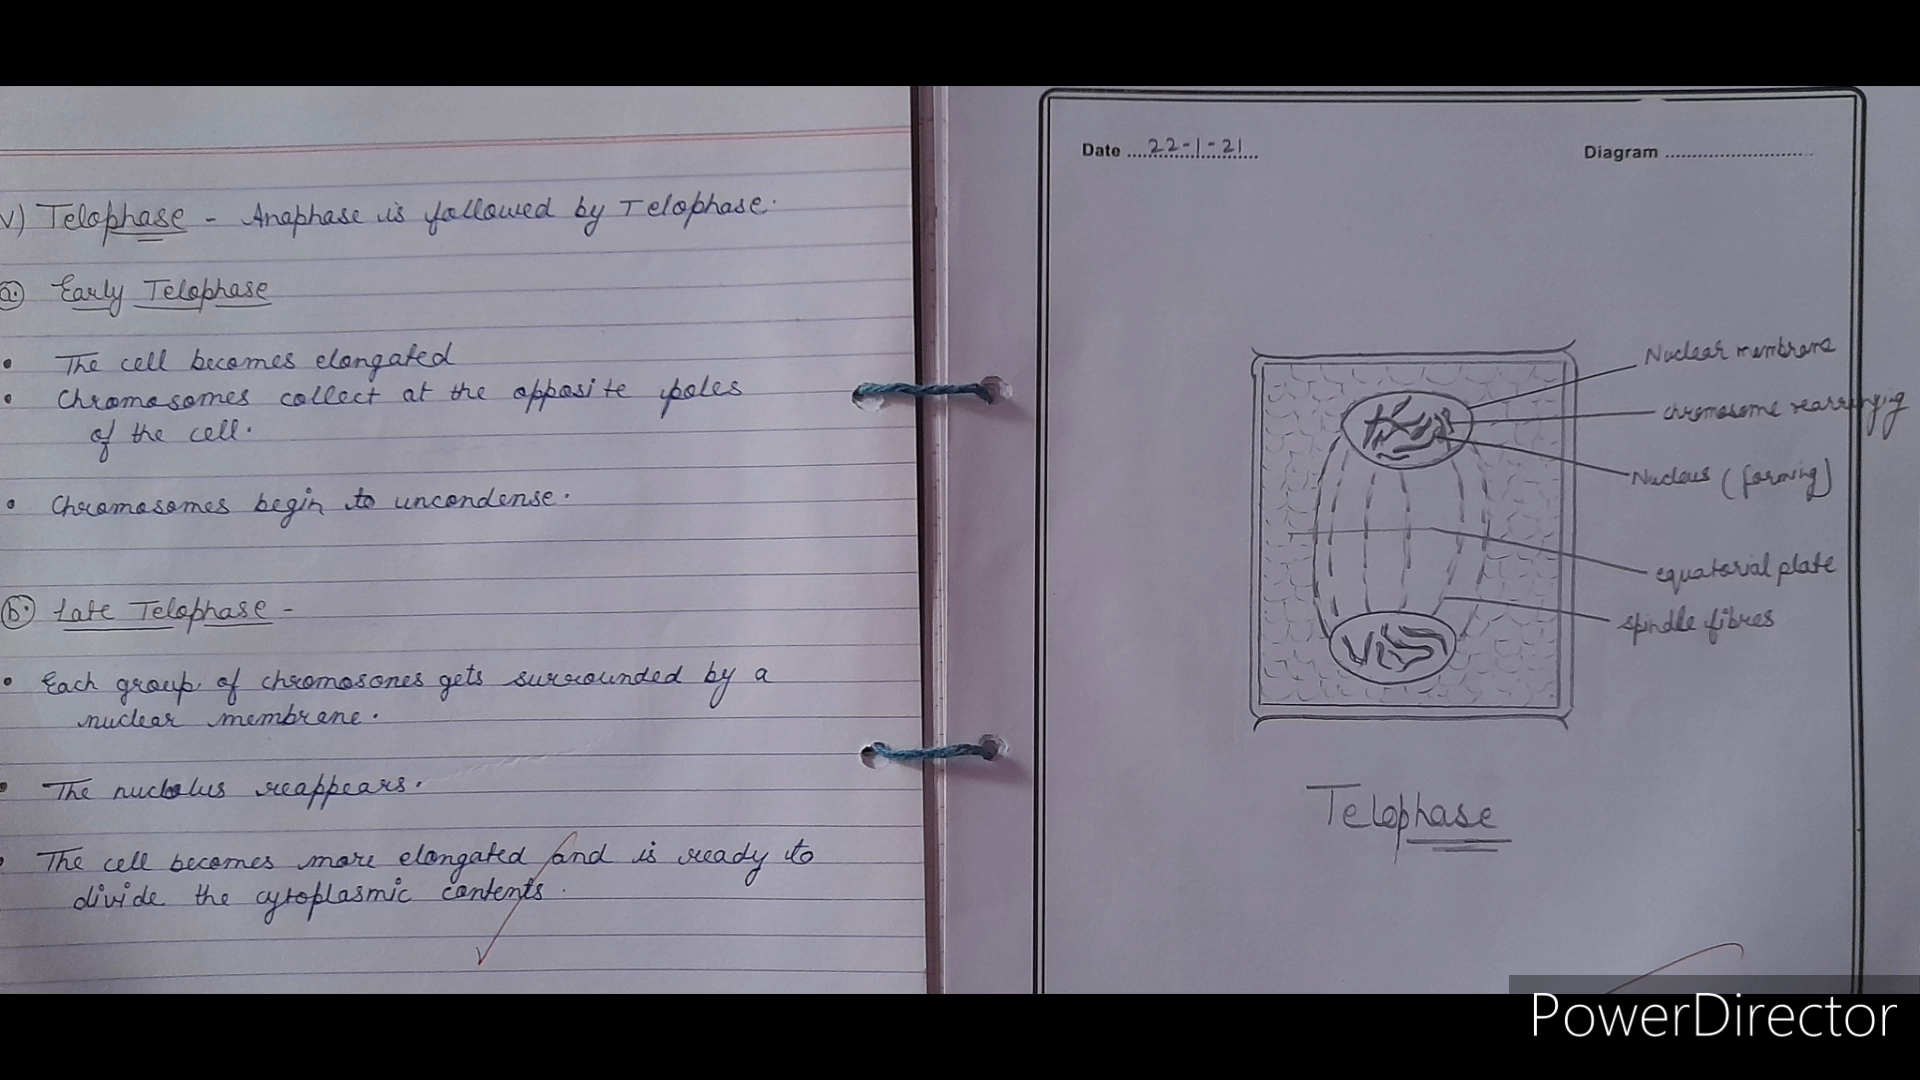 v) Telophase - Anaphase is followed by Telophase.
a. Early Telophase
• The cell becomes elongated
• Chromosomes collect at the opposite poles
of the cell.
• Chromosomes begin to uncondense.
b. Late Telophase -
• Each group of chromosones gets surrounded by a
nuclear membrane.
• The nucleolus reappears.
• The cell becomes more elongated and is ready to
divide the cytoplasmic contents.
Date 22-1-21
Diagram
Nuclear membrane
chromosome rearrynging
Nucleus (forming)
equatorial plate
spindle fibres
Telophase
PowerDirector